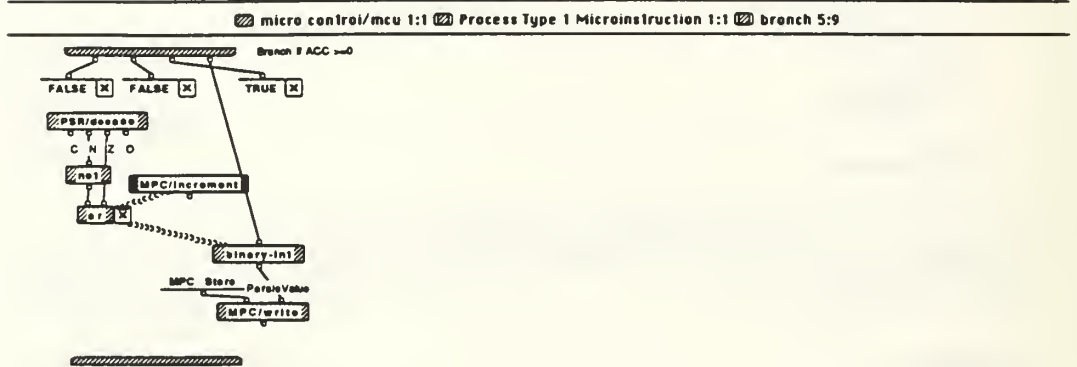 micro control/mcu 1:1 Process Type 1 Microinstruction 1:1 branch 5:9
Branch if ACC >=0
FALSE FALSE TRUE
PSR/decode
C N Z O
not
MPC/increment
or
binary-int
MPC Store ParsleValue
MPC/write